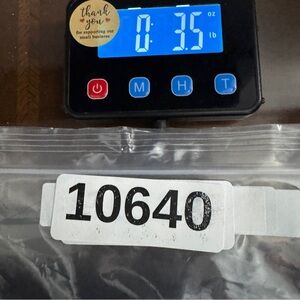 thank
you
for supporting our
small business
0 3.5 oz
lb
M H T
10640